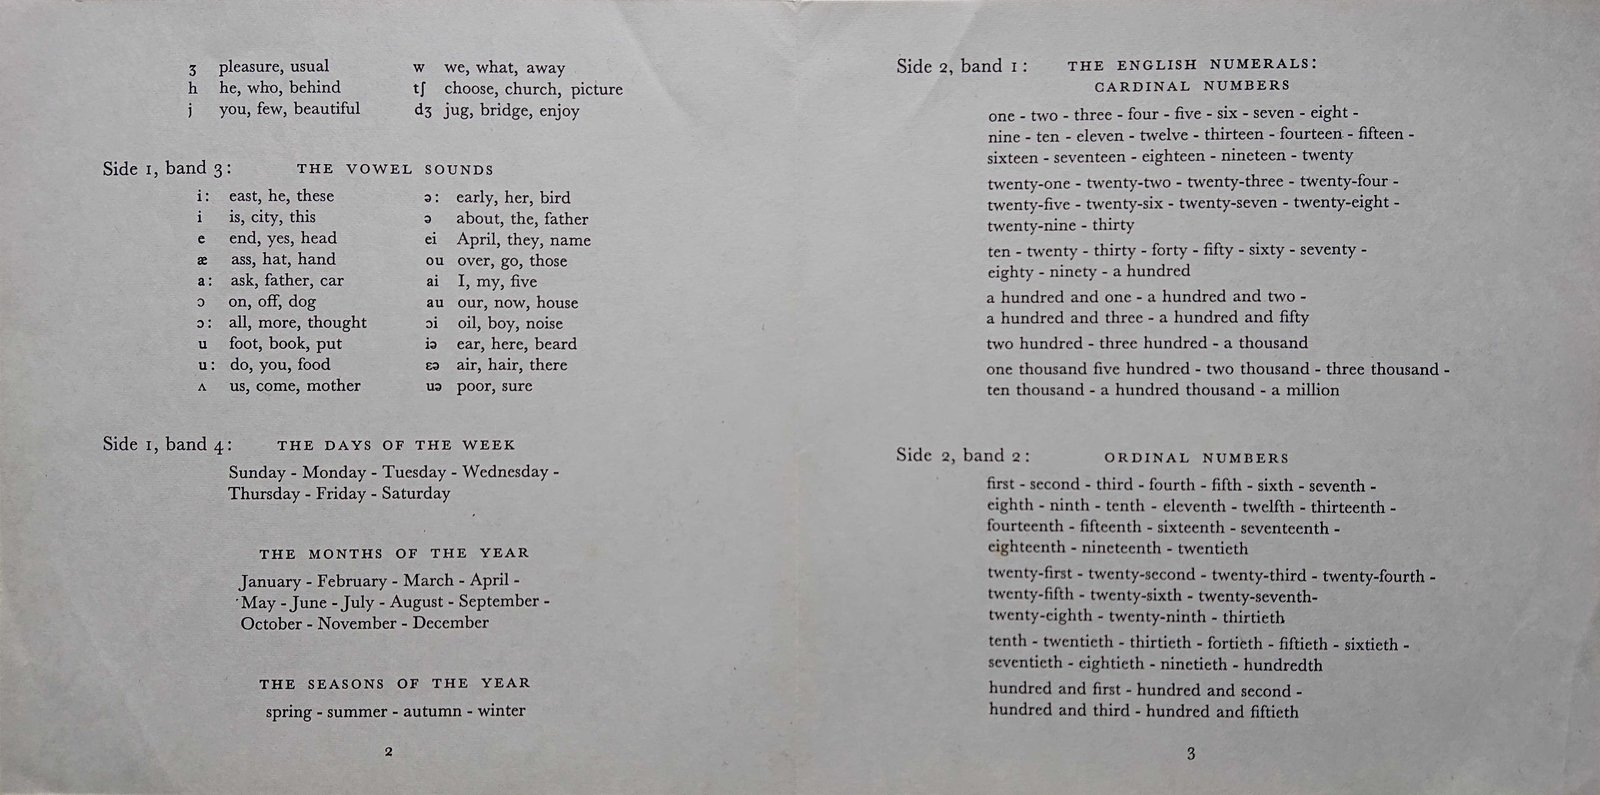 ʒ pleasure, usual
h he, who, behind
j you, few, beautiful
w we, what, away
tʃ choose, church, picture
dʒ jug, bridge, enjoy
Side 1, band 3: THE VOWEL SOUNDS
i: east, he, these
i is, city, this
e end, yes, head
æ ass, hat, hand
a: ask, father, car
ɔ on, off, dog
ɔ: all, more, thought
u foot, book, put
u: do, you, food
ʌ us, come, mother
ə: early, her, bird
ə about, the, father
ei April, they, name
ou over, go, those
ai I, my, five
au our, now, house
ɔi oil, boy, noise
iə ear, here, beard
ɛə air, hair, there
uə poor, sure
Side 1, band 4: THE DAYS OF THE WEEK
Sunday - Monday - Tuesday - Wednesday -
Thursday - Friday - Saturday
THE MONTHS OF THE YEAR
January - February - March - April -
May - June - July - August - September -
October - November - December
THE SEASONS OF THE YEAR
spring - summer - autumn - winter
2
Side 2, band 1: THE ENGLISH NUMERALS:
CARDINAL NUMBERS
one - two - three - four - five - six - seven - eight -
nine - ten - eleven - twelve - thirteen - fourteen - fifteen -
sixteen - seventeen - eighteen - nineteen - twenty
twenty-one - twenty-two - twenty-three - twenty-four -
twenty-five - twenty-six - twenty-seven - twenty-eight -
twenty-nine - thirty
ten - twenty - thirty - forty - fifty - sixty - seventy -
eighty - ninety - a hundred
a hundred and one - a hundred and two -
a hundred and three - a hundred and fifty
two hundred - three hundred - a thousand
one thousand five hundred - two thousand - three thousand -
ten thousand - a hundred thousand - a million
Side 2, band 2: ORDINAL NUMBERS
first - second - third - fourth - fifth - sixth - seventh -
eighth - ninth - tenth - eleventh - twelfth - thirteenth -
fourteenth - fifteenth - sixteenth - seventeenth -
eighteenth - nineteenth - twentieth
twenty-first - twenty-second - twenty-third - twenty-fourth -
twenty-fifth - twenty-sixth - twenty-seventh-
twenty-eighth - twenty-ninth - thirtieth
tenth - twentieth - thirtieth - fortieth - fiftieth - sixtieth -
seventieth - eightieth - ninetieth - hundredth
hundred and first - hundred and second -
hundred and third - hundred and fiftieth
3